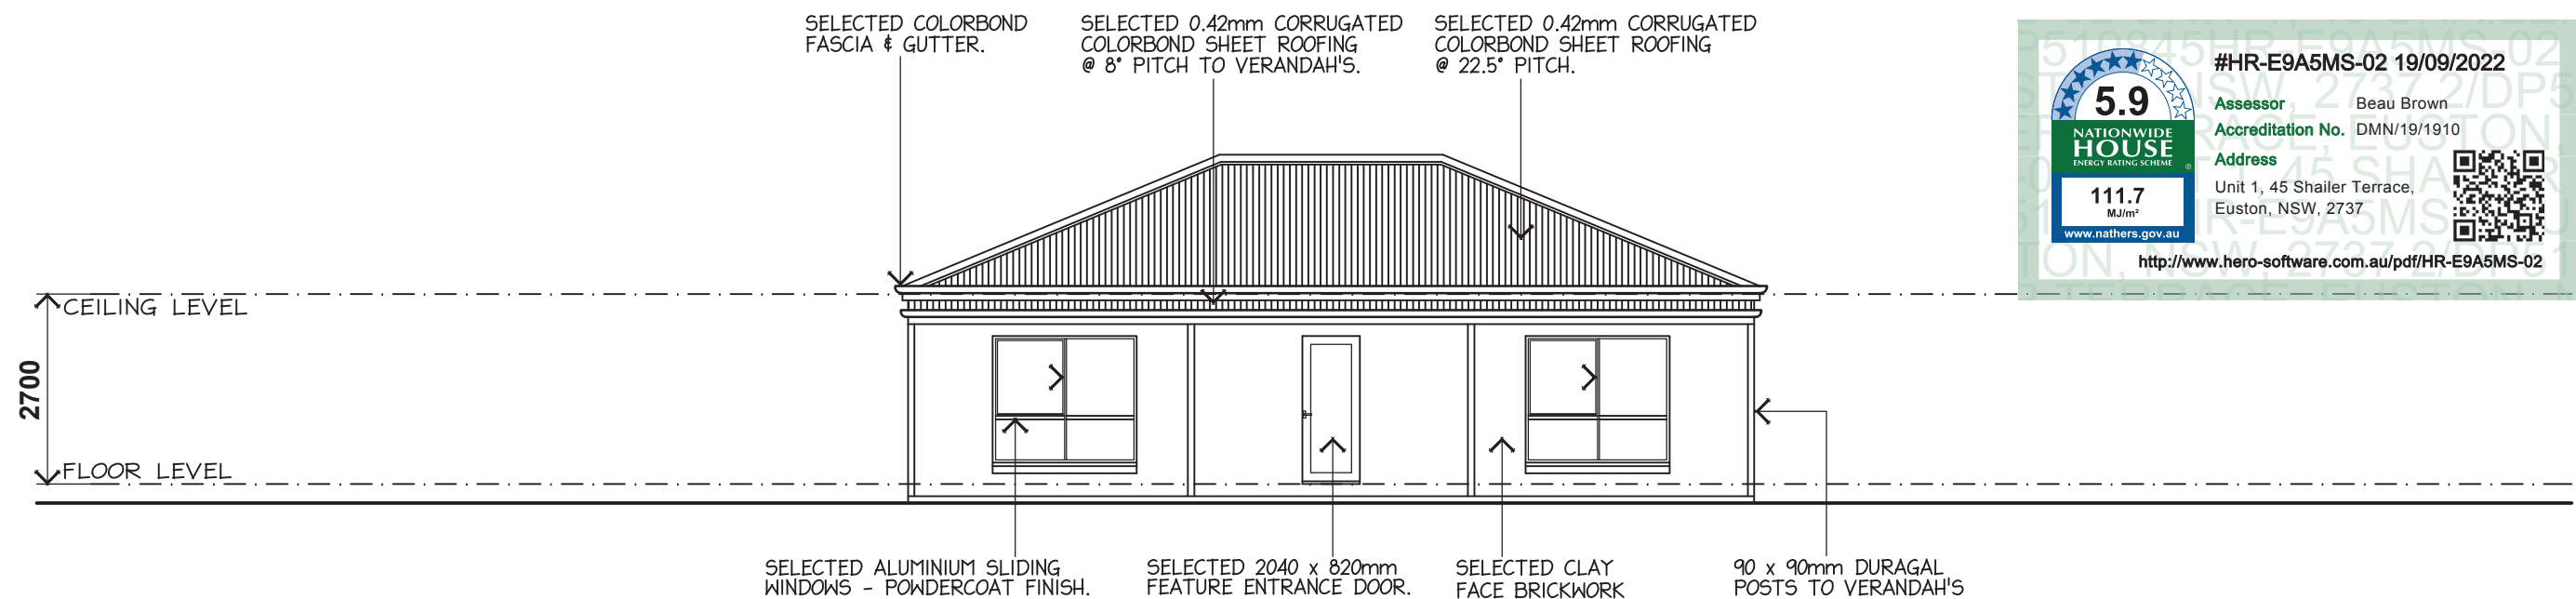 SELECTED COLORBOND
FASCIA & GUTTER.
SELECTED 0.42mm CORRUGATED
COLORBOND SHEET ROOFING
@ 8° PITCH TO VERANDAH'S.
SELECTED 0.42mm CORRUGATED
COLORBOND SHEET ROOFING
@ 22.5° PITCH.
#HR-E9A5MS-02 19/09/2022
5.9
NATIONWIDE
HOUSE
ENERGY RATING SCHEME
®
111.7
MJ/m²
www.nathers.gov.au
Assessor Beau Brown
Accreditation No. DMN/19/1910
Address
Unit 1, 45 Shailer Terrace,
Euston, NSW, 2737
http://www.hero-software.com.au/pdf/HR-E9A5MS-02
CEILING LEVEL
2700
FLOOR LEVEL
SELECTED ALUMINIUM SLIDING
WINDOWS - POWDERCOAT FINISH.
SELECTED 2040 x 820mm
FEATURE ENTRANCE DOOR.
SELECTED CLAY
FACE BRICKWORK
90 x 90mm DURAGAL
POSTS TO VERANDAH'S